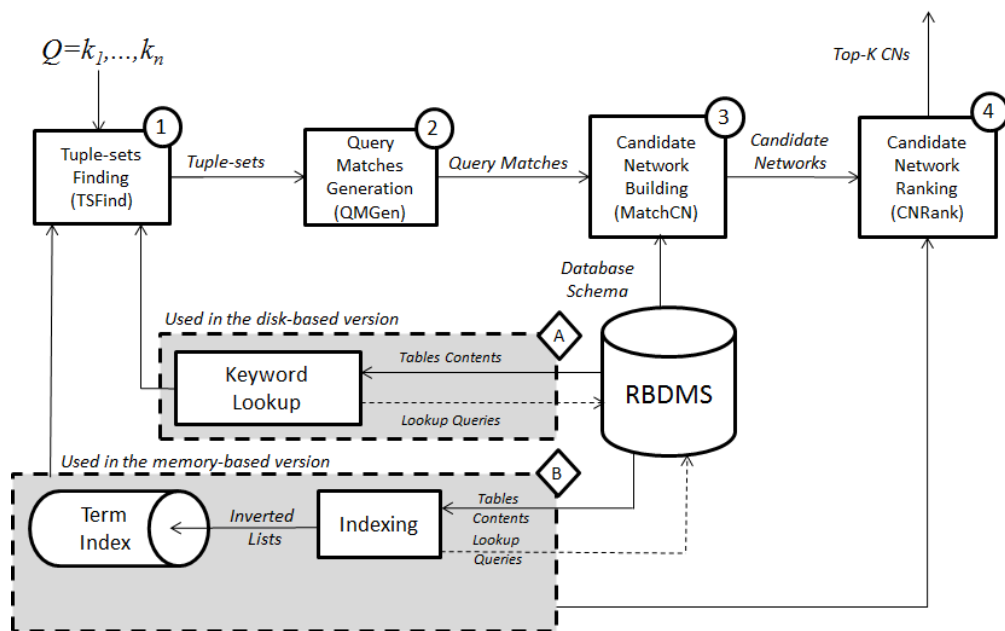 Q=k1,...,kn
Top-K CNs
1
2
3
4
Tuple-sets
Finding
(TSFind)
Tuple-sets
Query
Matches
Generation
(QMGen)
Query Matches
Candidate
Network
Building
(MatchCN)
Candidate
Networks
Candidate
Network
Ranking
(CNRank)
Database
Schema
Used in the disk-based version
A
Keyword
Lookup
Tables Contents
Lookup Queries
RBDMS
Used in the memory-based version
B
Term
Index
Inverted
Lists
Indexing
Tables
Contents
Lookup
Queries